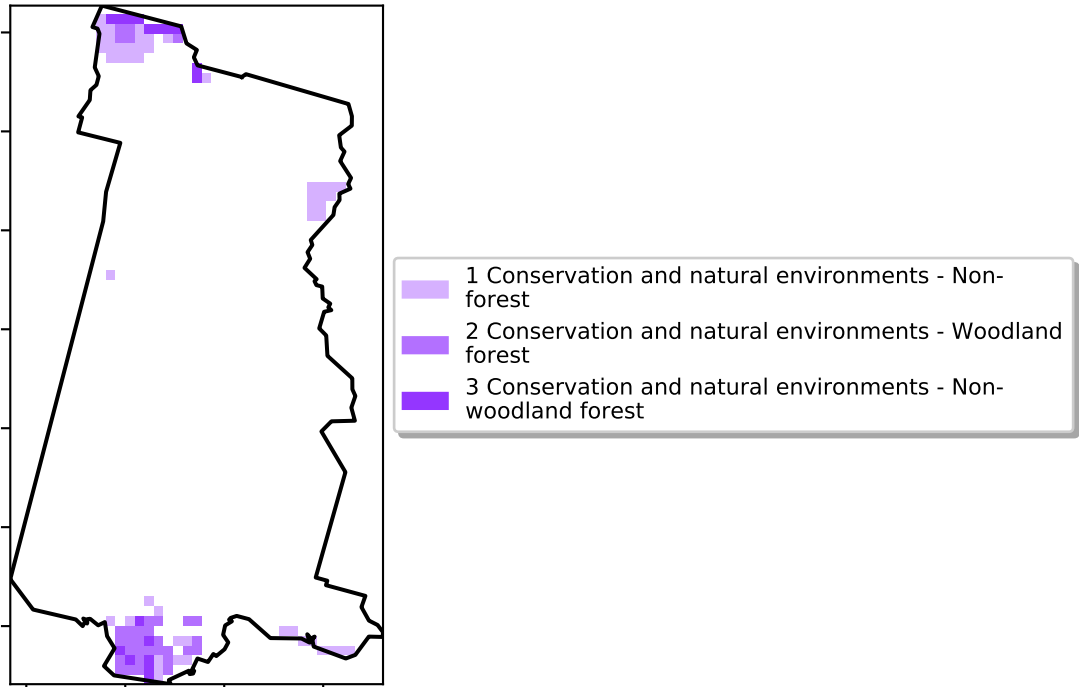 1 Conservation and natural environments - Non-
forest
2 Conservation and natural environments - Woodland
forest
3 Conservation and natural environments - Non-
woodland forest